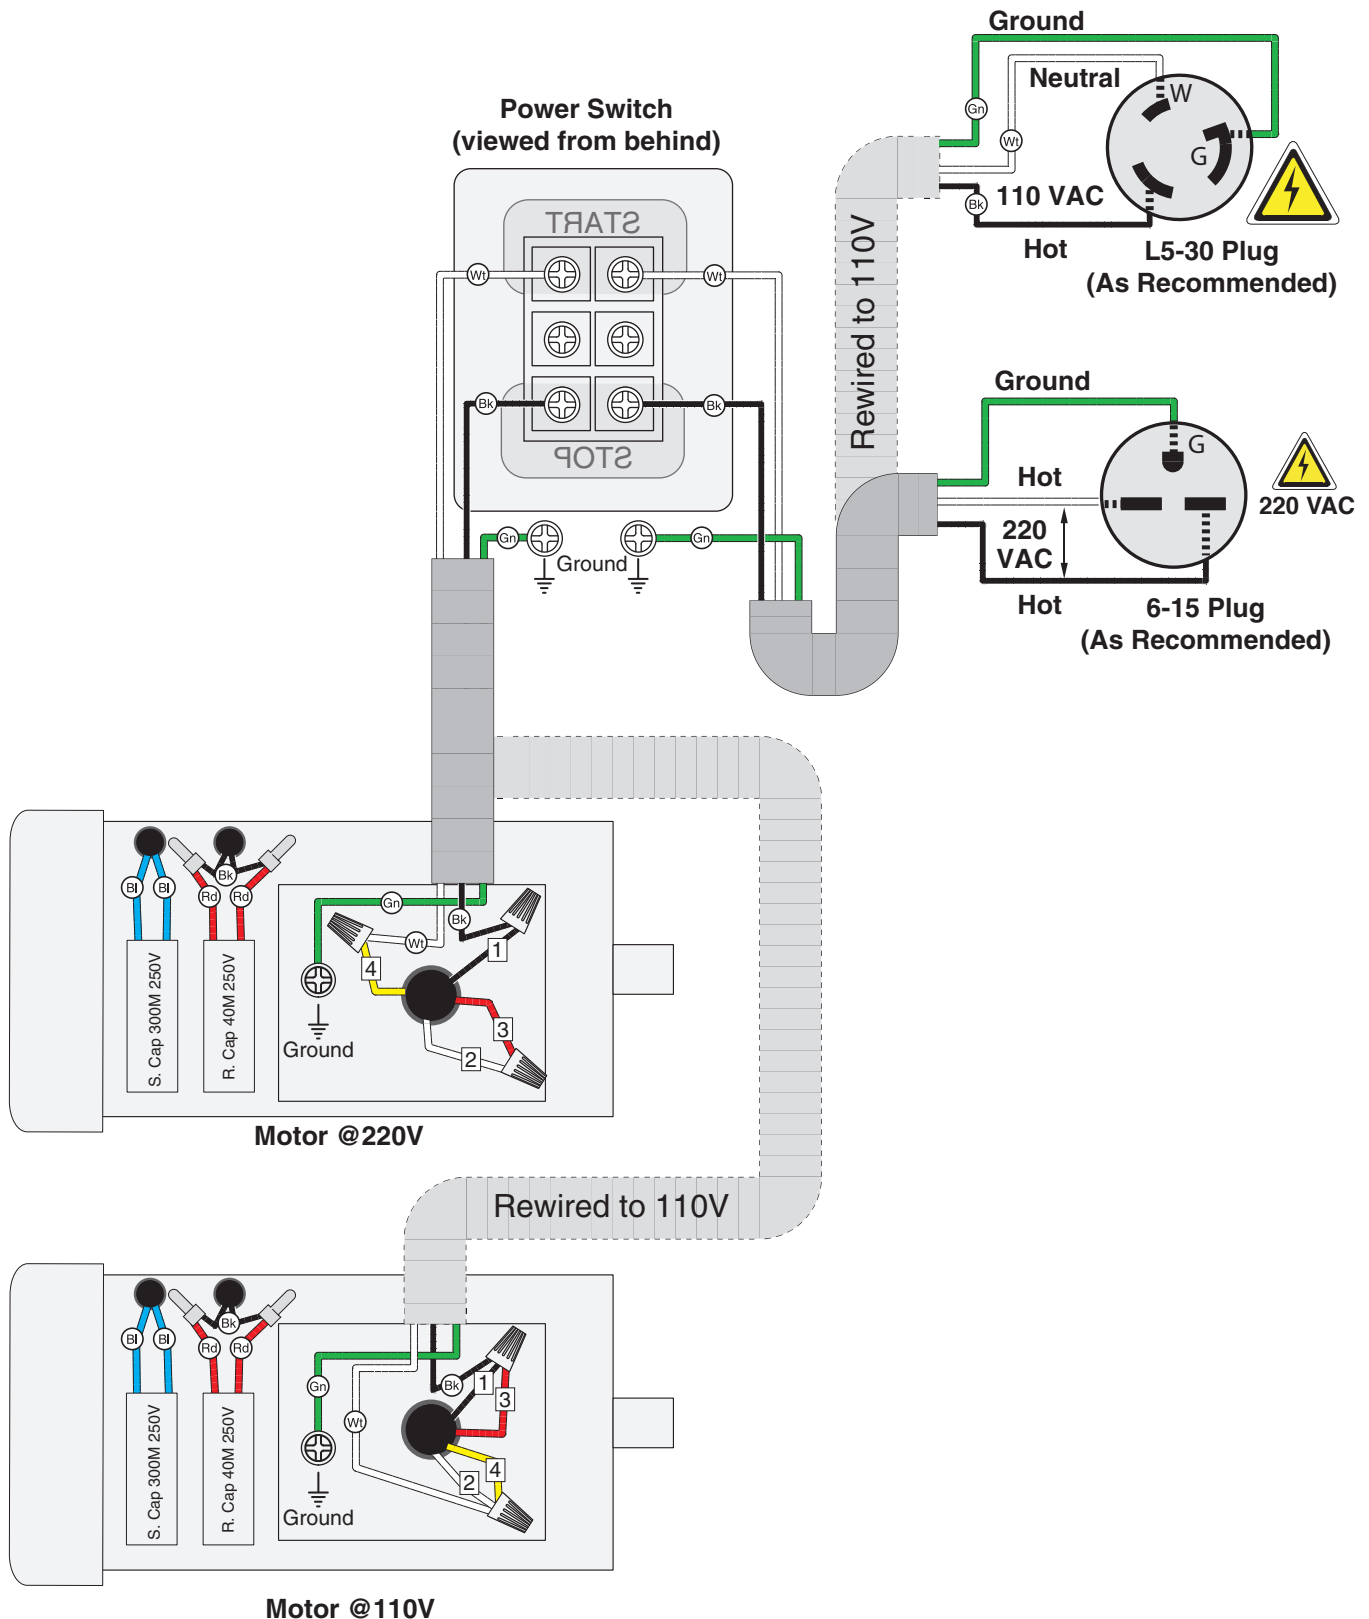 Ground
Neutral
Gn
W
Wt
G
110 VAC
Bk
Hot
L5-30 Plug
(As Recommended)
Power Switch
(viewed from behind)
START
Wt
Wt
Bk
Bk
STOP
Gn
Gn
Ground
Rewired to 110V
Ground
G
Hot
220 VAC
220
VAC
Hot
6-15 Plug
(As Recommended)
Bl
Bl
Bk
Rd
Rd
S. Cap 300M 250V
R. Cap 40M 250V
Gn
Bk
Wt
1
4
3
2
Ground
Motor @220V
Rewired to 110V
Bl
Bl
Bk
Rd
Rd
S. Cap 300M 250V
R. Cap 40M 250V
Gn
Bk
Wt
1
3
4
2
Ground
Motor @110V